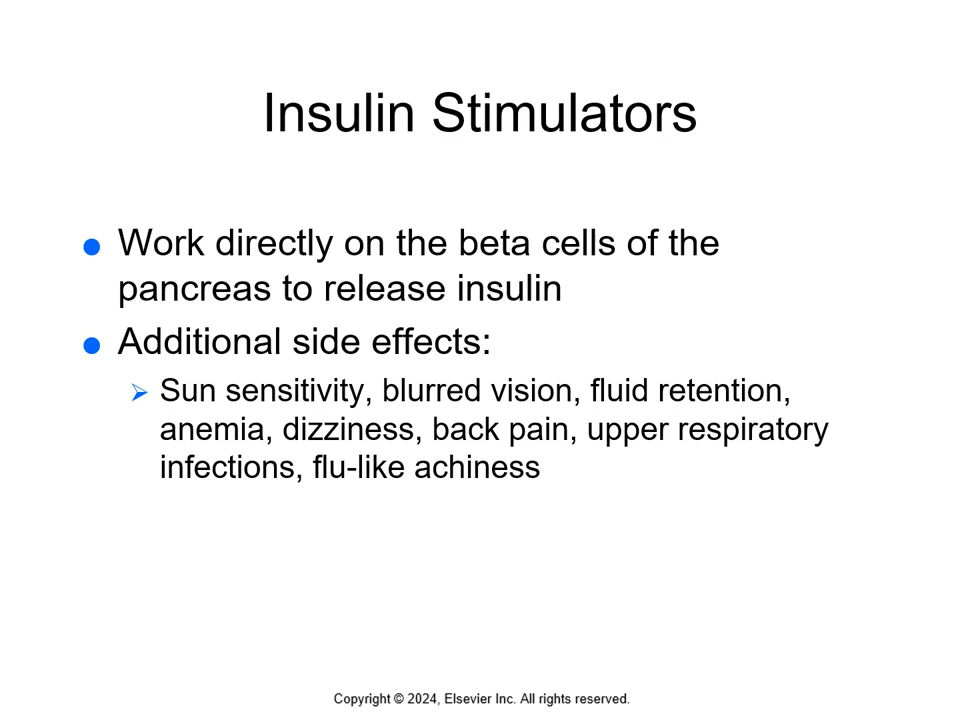 Insulin Stimulators
Work directly on the beta cells of the
pancreas to release insulin
Additional side effects:
Sun sensitivity, blurred vision, fluid retention,
anemia, dizziness, back pain, upper respiratory
infections, flu-like achiness
Copyright © 2024, Elsevier Inc. All rights reserved.